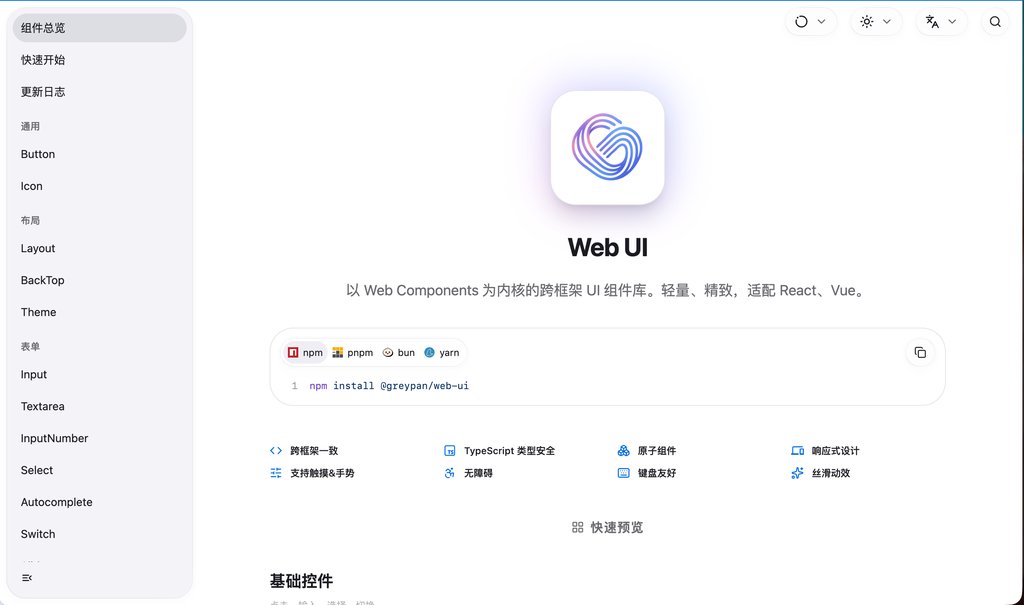 组件总览
快速开始
更新日志
通用
Button
Icon
布局
Layout
BackTop
Theme
表单
Input
Textarea
InputNumber
Select
Autocomplete
Switch
Web UI
以 Web Components 为内核的跨框架 UI 组件库。轻量、精致，适配 React、Vue。
npm pnpm bun yarn
1 npm install @greypan/web-ui
跨框架一致 TypeScript 类型安全 原子组件 响应式设计
支持触摸&手势 无障碍 键盘友好 丝滑动效
快速预览
基础控件